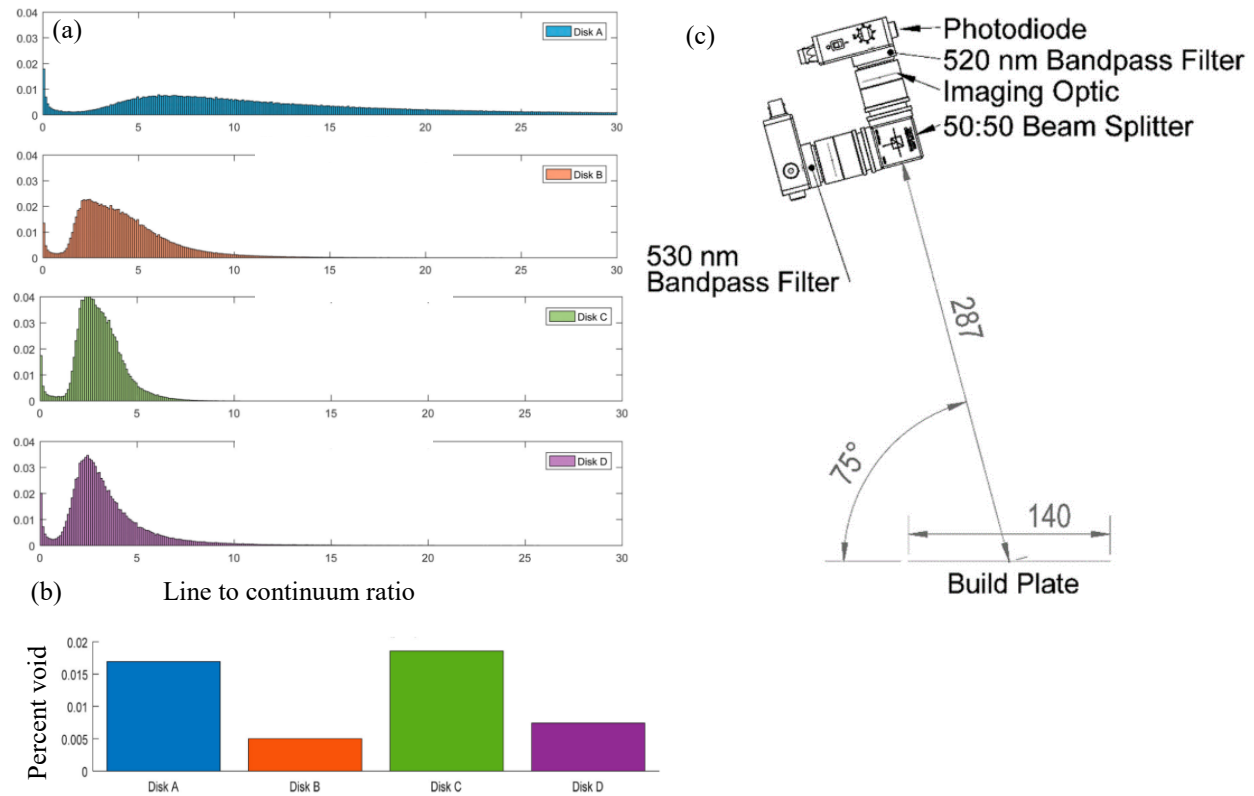 (a)
0.04
0.03
0.02
0.01
0
Disk A
0 5 10 15 20 25 30
0.04
0.03
0.02
0.01
0
Disk B
0 5 10 15 20 25 30
0.04
0.03
0.02
0.01
0
Disk C
0 5 10 15 20 25 30
0.04
0.03
0.02
0.01
0
Disk D
0 5 10 15 20 25 30
Line to continuum ratio
(b)
Percent void
0.02
0.015
0.01
0.005
0
Disk A Disk B Disk C Disk D
(c)
Photodiode
520 nm Bandpass Filter
Imaging Optic
50:50 Beam Splitter
530 nm
Bandpass Filter
287
75°
140
Build Plate